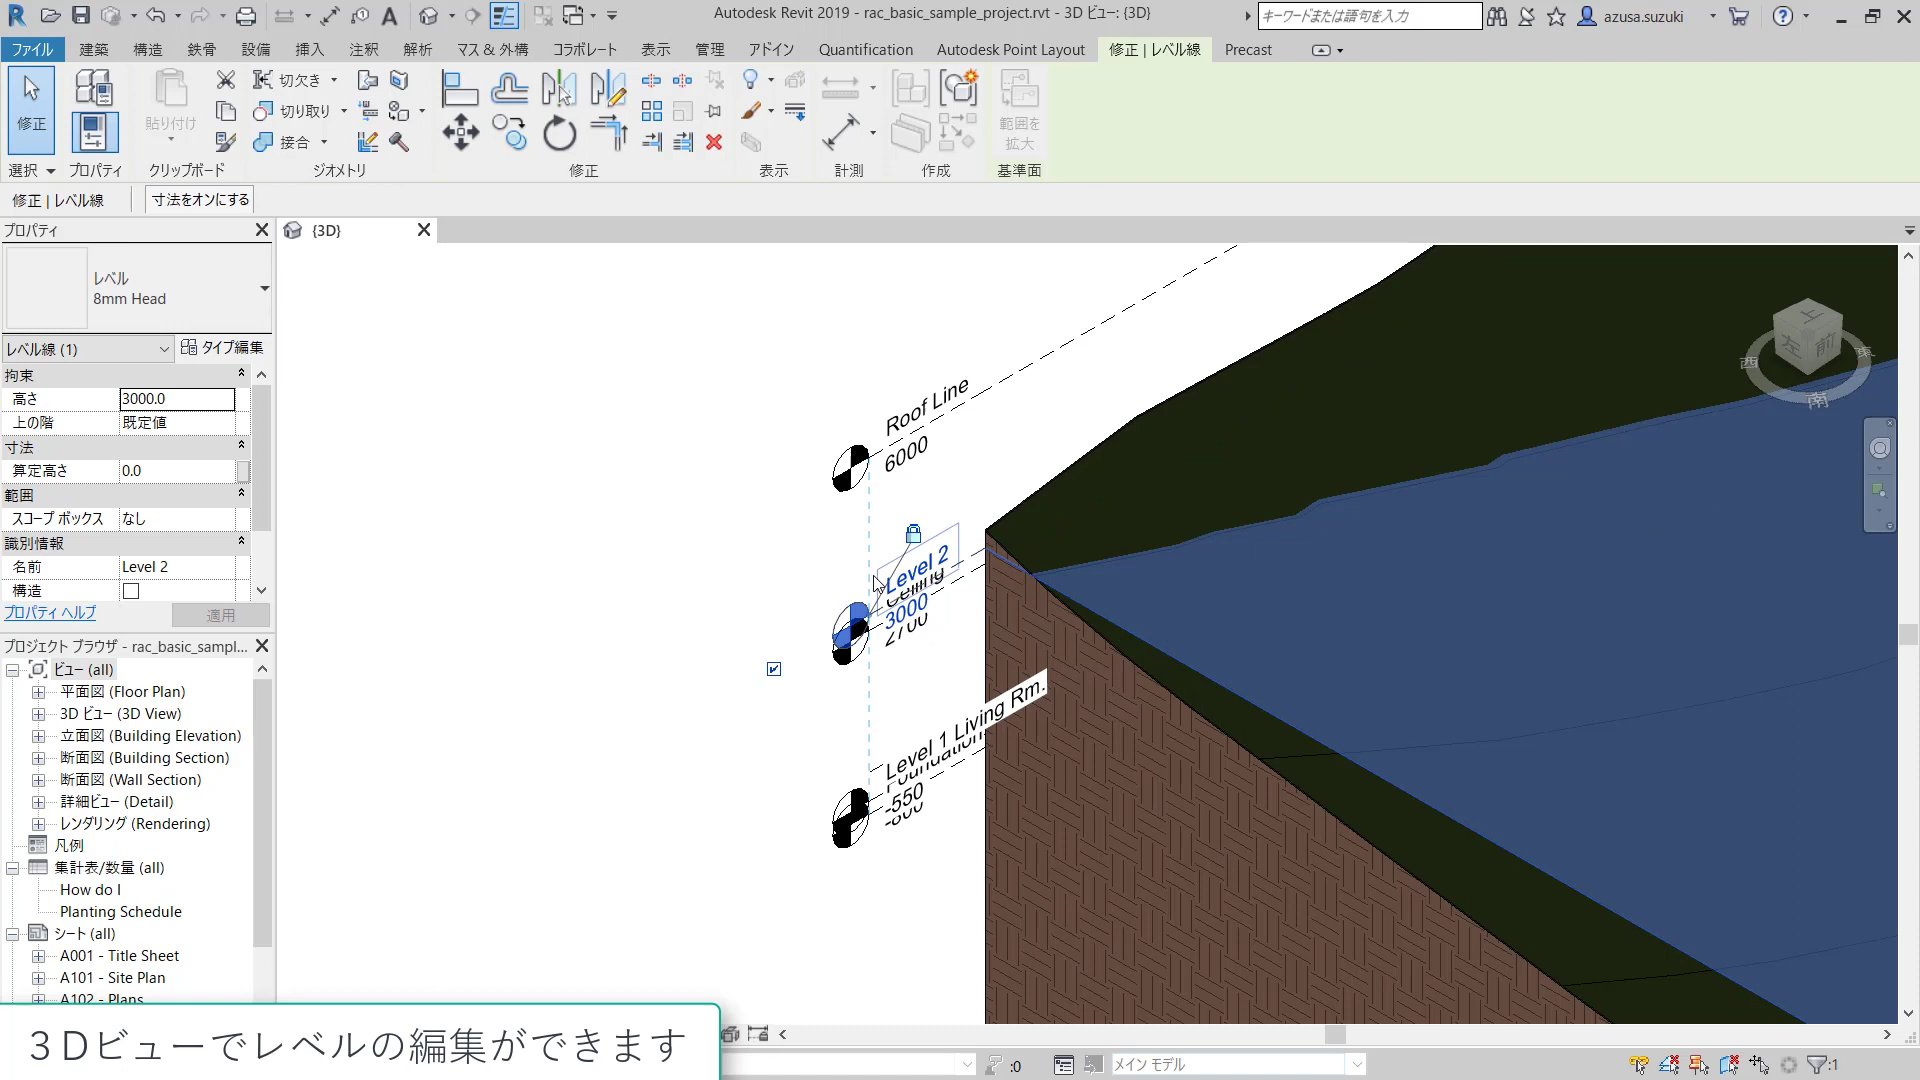 Autodesk Revit 2019 - rac_basic_sample_project.rvt - 3D ビュー: {3D}
キーワードまたは語句を入力
azusa.suzuki
ファイル 建築 構造 鉄骨 設備 挿入 注釈 解析 マス & 外構 コラボレート 表示 管理 アドイン Quantification Autodesk Point Layout 修正 | レベル線 Precast
修正
貼り付け
切欠き
切り取り
接合
範囲を
拡大
選択 プロパティ クリップボード ジオメトリ 修正 表示 計測 作成 基準面
修正 | レベル線 寸法をオンにする
プロパティ
{3D}
レベル
8mm Head
レベル線 (1) タイプ編集
拘束
高さ 3000.0
上の階 既定値
寸法
算定高さ 0.0
範囲
スコープ ボックス なし
識別情報
名前 Level 2
構造
プロパティ ヘルプ 適用
プロジェクト ブラウザ - rac_basic_sampl...
ビュー (all)
平面図 (Floor Plan)
3D ビュー (3D View)
立面図 (Building Elevation)
断面図 (Building Section)
断面図 (Wall Section)
詳細ビュー (Detail)
レンダリング (Rendering)
凡例
集計表/数量 (all)
How do I
Planting Schedule
シート (all)
A001 - Title Sheet
A101 - Site Plan
A102 - Plans
Roof Line
6000
Level 2
Ceiling
3000
2700
Level 1 Living Rm.
Foundation
-550
-800
上
左 前
西 東
南
３Ｄビューでレベルの編集ができます
:0
メイン モデル
:1